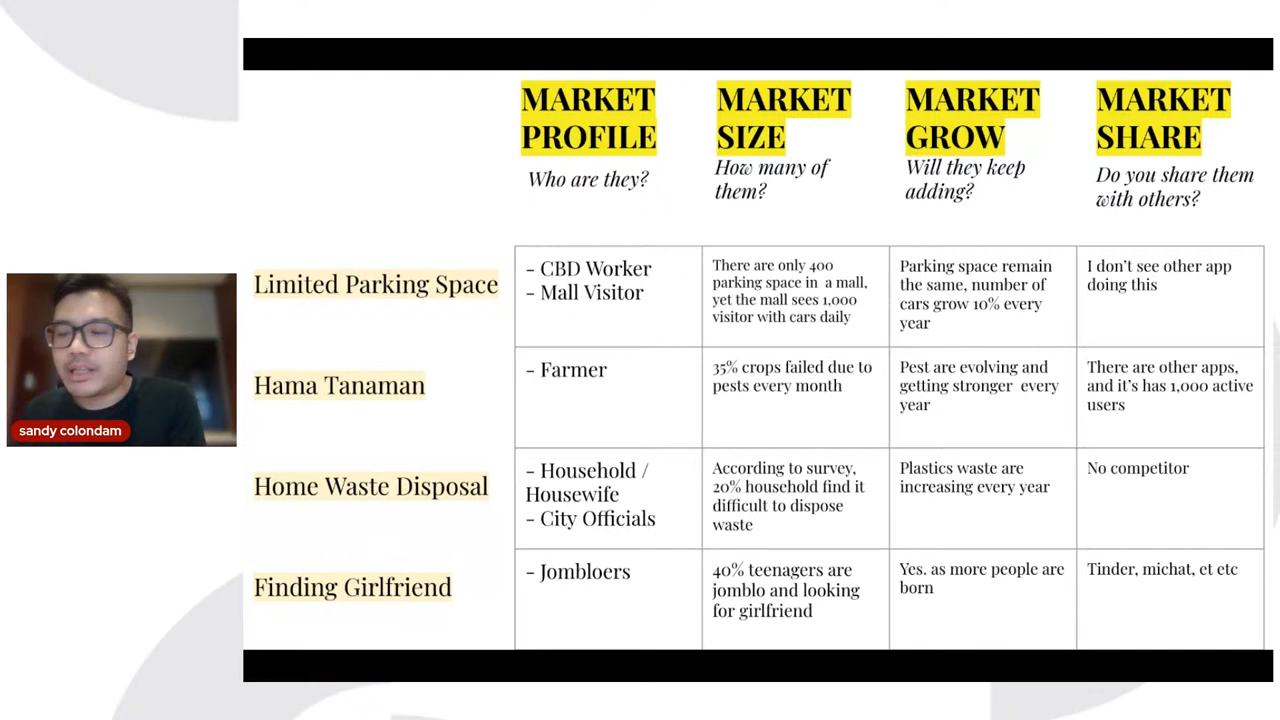 MARKET
PROFILE
Who are they?
MARKET
SIZE
How many of
them?
MARKET
GROW
Will they keep
adding?
MARKET
SHARE
Do you share them
with others?
Limited Parking Space
- CBD Worker
- Mall Visitor
There are only 400
parking space in a mall,
yet the mall sees 1,000
visitor with cars daily
Parking space remain
the same, number of
cars grow 10% every
year
I don't see other app
doing this
Hama Tanaman
- Farmer
35% crops failed due to
pests every month
Pest are evolving and
getting stronger every
year
There are other apps,
and it's has 1,000 active
users
Home Waste Disposal
- Household /
Housewife
- City Officials
According to survey,
20% household find it
difficult to dispose
waste
Plastics waste are
increasing every year
No competitor
Finding Girlfriend
- Jombloers
40% teenagers are
jomblo and looking
for girlfriend
Yes. as more people are
born
Tinder, michat, et etc
sandy colondam